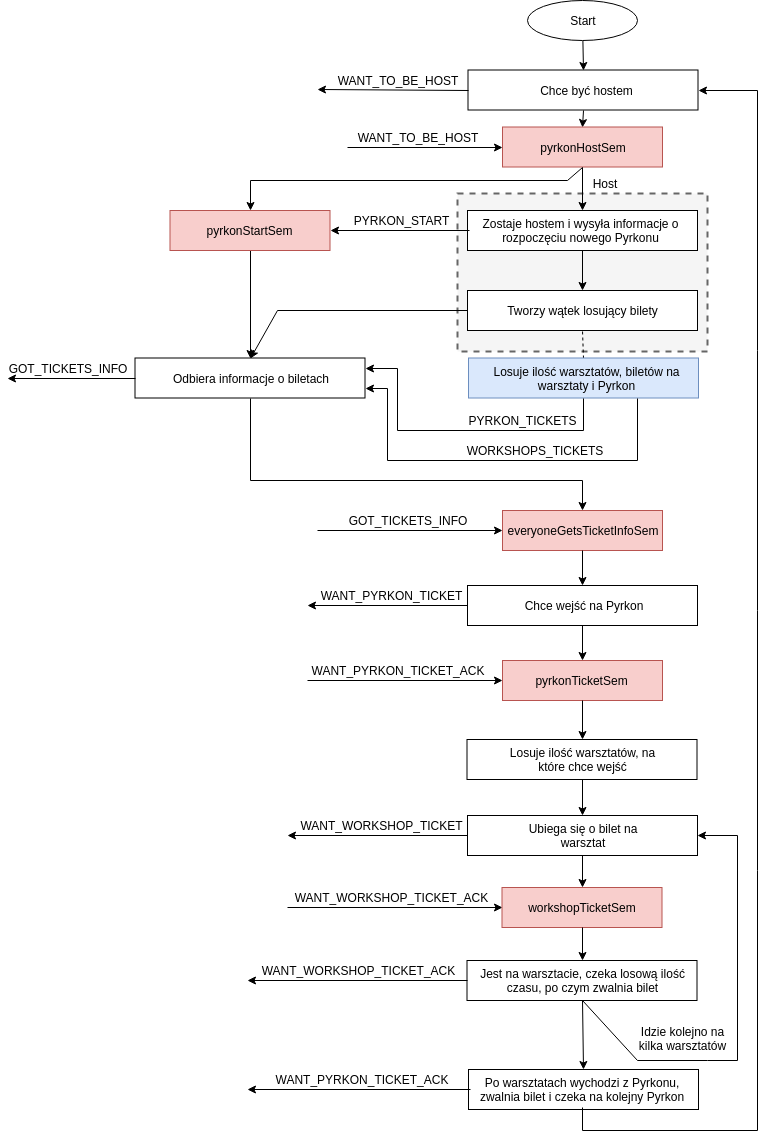 Start
WANT_TO_BE_HOST
Chce być hostem
WANT_TO_BE_HOST
pyrkonHostSem
Host
pyrkonStartSem
PYRKON_START
Zostaje hostem i wysyła informacje o
rozpoczęciu nowego Pyrkonu
Tworzy wątek losujący bilety
GOT_TICKETS_INFO
Odbiera informacje o biletach
Losuje ilość warsztatów, biletów na
warsztaty i Pyrkon
PYRKON_TICKETS
WORKSHOPS_TICKETS
GOT_TICKETS_INFO
everyoneGetsTicketInfoSem
WANT_PYRKON_TICKET
Chce wejść na Pyrkon
WANT_PYRKON_TICKET_ACK
pyrkonTicketSem
Losuje ilość warsztatów, na
które chce wejść
WANT_WORKSHOP_TICKET
Ubiega się o bilet na
warsztat
WANT_WORKSHOP_TICKET_ACK
workshopTicketSem
WANT_WORKSHOP_TICKET_ACK
Jest na warsztacie, czeka losową ilość
czasu, po czym zwalnia bilet
Idzie kolejno na
kilka warsztatów
WANT_PYRKON_TICKET_ACK
Po warsztatach wychodzi z Pyrkonu,
zwalnia bilet i czeka na kolejny Pyrkon